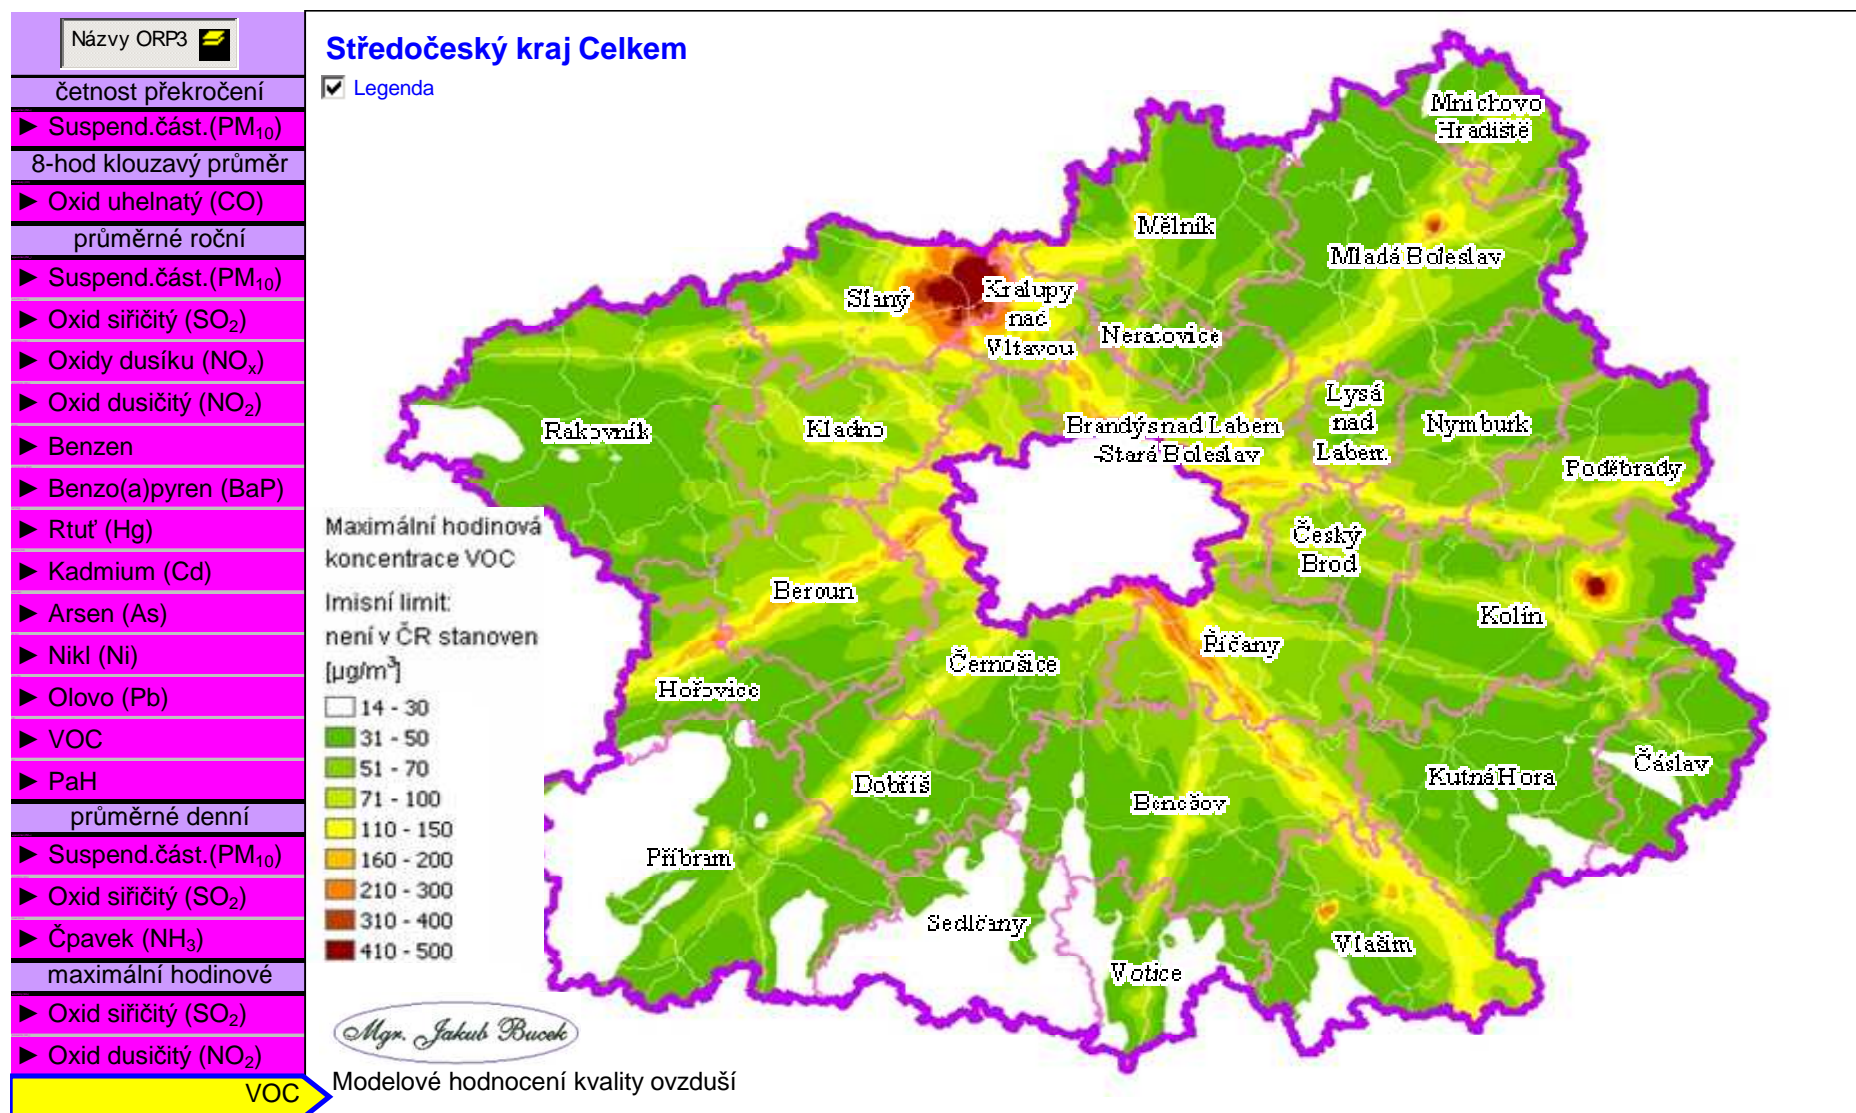 Názvy ORP3
četnost překročení
► Suspend.část.(PM₁₀)
8-hod klouzavý průměr
► Oxid uhelnatý (CO)
průměrné roční
► Suspend.část.(PM₁₀)
► Oxid siřičitý (SO₂)
► Oxidy dusíku (NOₓ)
► Oxid dusičitý (NO₂)
► Benzen
► Benzo(a)pyren (BaP)
► Rtuť (Hg)
► Kadmium (Cd)
► Arsen (As)
► Nikl (Ni)
► Olovo (Pb)
► VOC
► PaH
průměrné denní
► Suspend.část.(PM₁₀)
► Oxid siřičitý (SO₂)
► Čpavek (NH₃)
maximální hodinové
► Oxid siřičitý (SO₂)
► Oxid dusičitý (NO₂)
VOC
Středočeský kraj Celkem
Legenda
Mnichovo
Hradiště
Mělník
Mladá Boleslav
Slaný
Kralupy
nad
Vltavou
Neratovice
Lysá
nad
Labem
Rakovník
Kladno
Brandýs nad Labem
-Stará Boleslav
Nymburk
Poděbrady
Český
Brod
Beroun
Kolín
Říčany
Černošice
Hořovice
Dobříš
Benešov
Kutná Hora
Čáslav
Příbram
Sedlčany
Vlašim
Votice
Maximální hodinová
koncentrace VOC
Imisní limit:
není v ČR stanoven
[µg/m³]
14 - 30
31 - 50
51 - 70
71 - 100
110 - 150
160 - 200
210 - 300
310 - 400
410 - 500
Mgr. Jakub Bucek
Modelové hodnocení kvality ovzduší